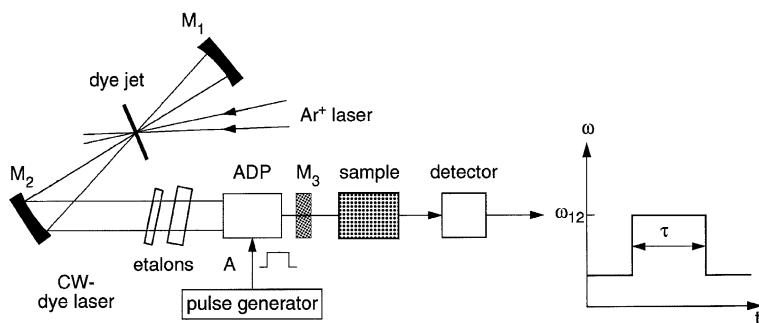 M1
dye jet
Ar+ laser
M2
ADP
M3
sample
detector
etalons
A
CW-
dye laser
pulse generator
ω
ω12
τ
t